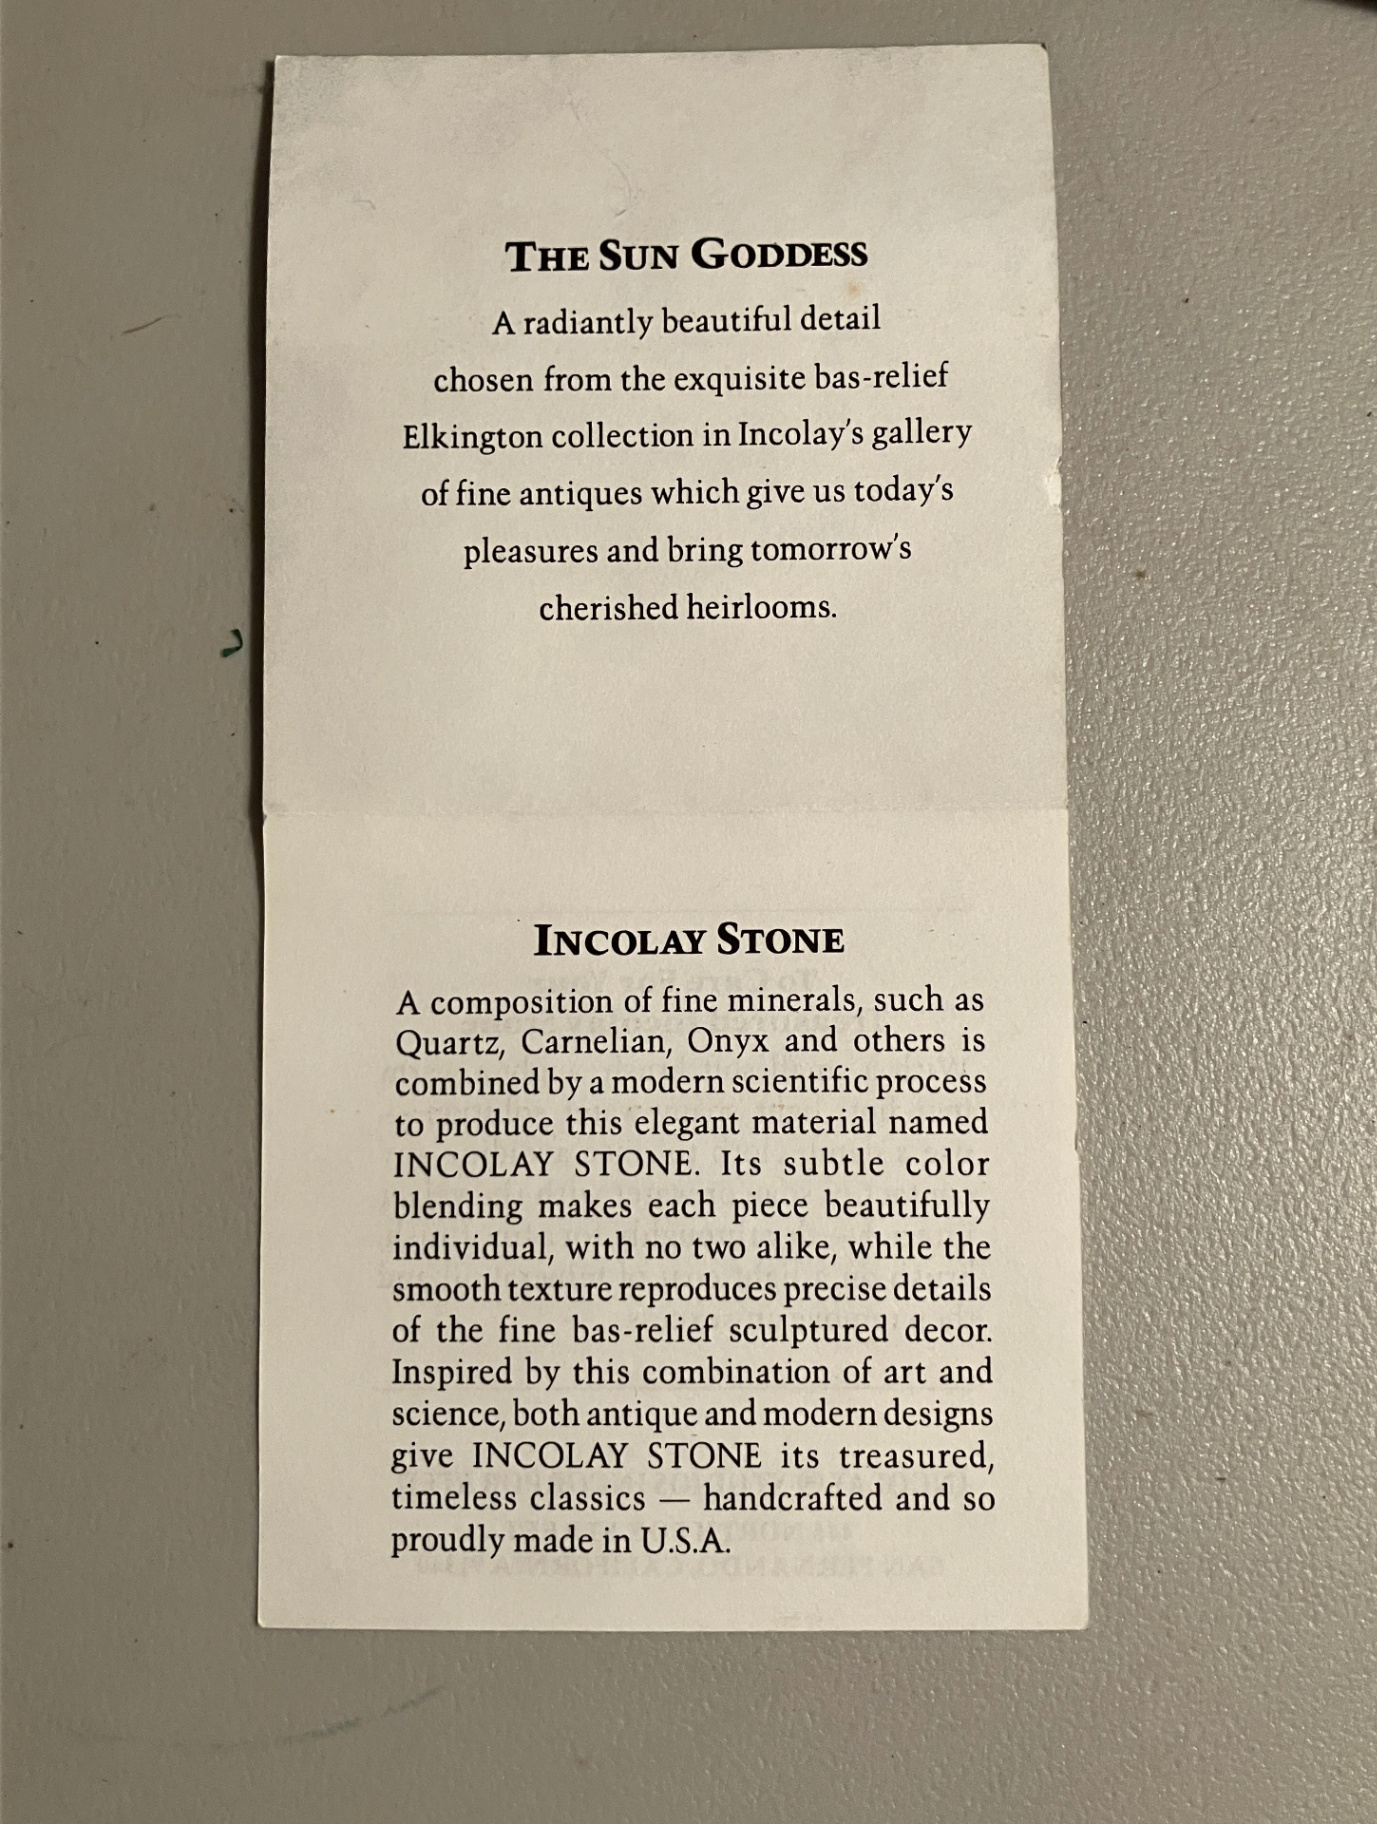 THE SUN GODDESS
A radiantly beautiful detail
chosen from the exquisite bas-relief
Elkington collection in Incolay's gallery
of fine antiques which give us today's
pleasures and bring tomorrow's
cherished heirlooms.
INCOLAY STONE
A composition of fine minerals, such as
Quartz, Carnelian, Onyx and others is
combined by a modern scientific process
to produce this elegant material named
INCOLAY STONE. Its subtle color
blending makes each piece beautifully
individual, with no two alike, while the
smooth texture reproduces precise details
of the fine bas-relief sculptured decor.
Inspired by this combination of art and
science, both antique and modern designs
give INCOLAY STONE its treasured,
timeless classics — handcrafted and so
proudly made in U.S.A.